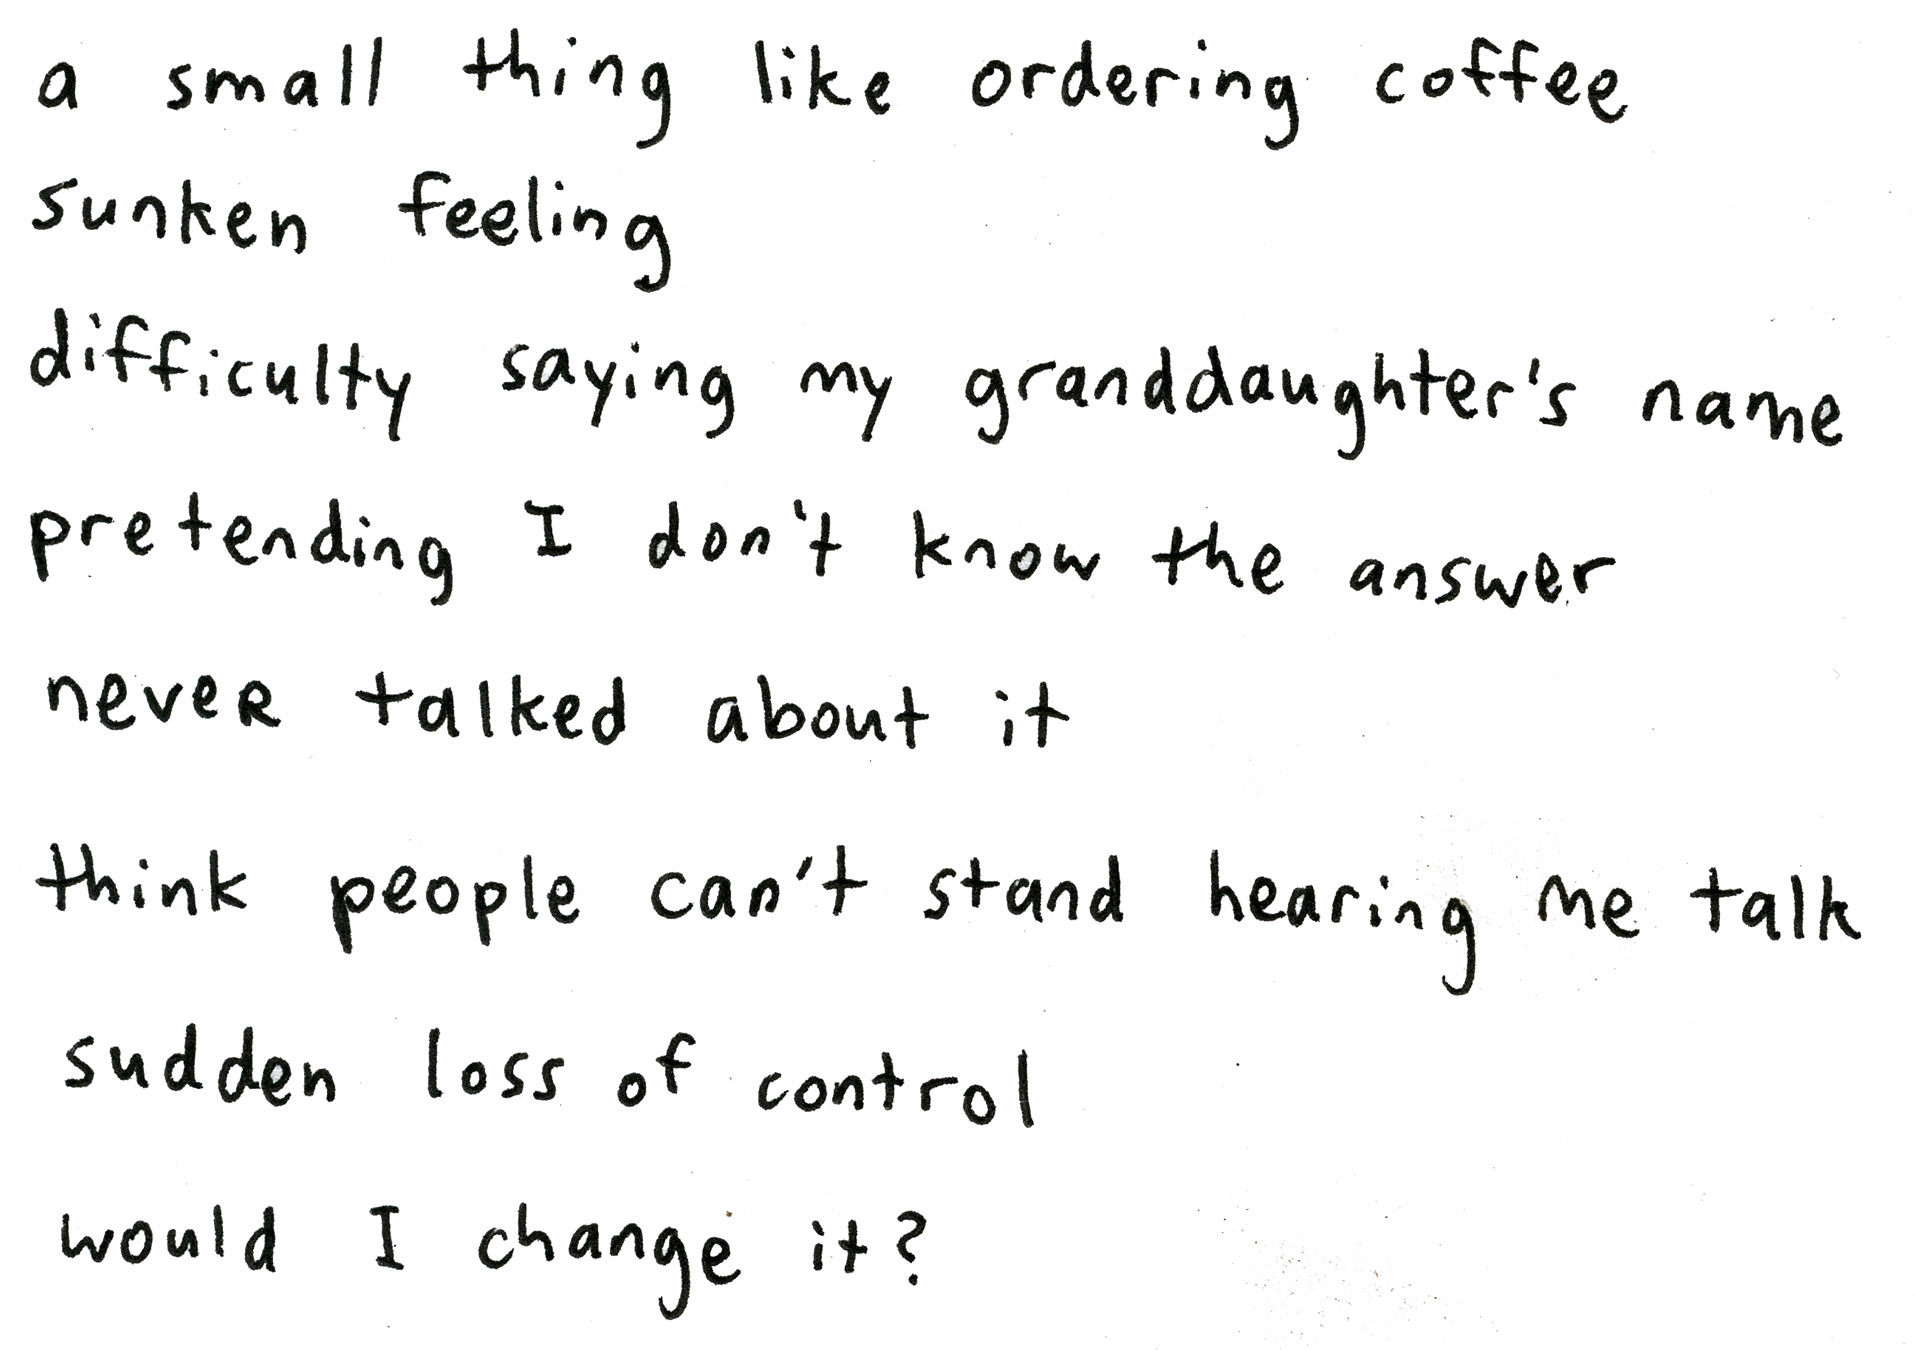 a small thing like ordering coffee
sunken feeling
difficulty saying my granddaughter's name
pretending I don't know the answer
never talked about it
think people can't stand hearing me talk
sudden loss of control
would I change it?